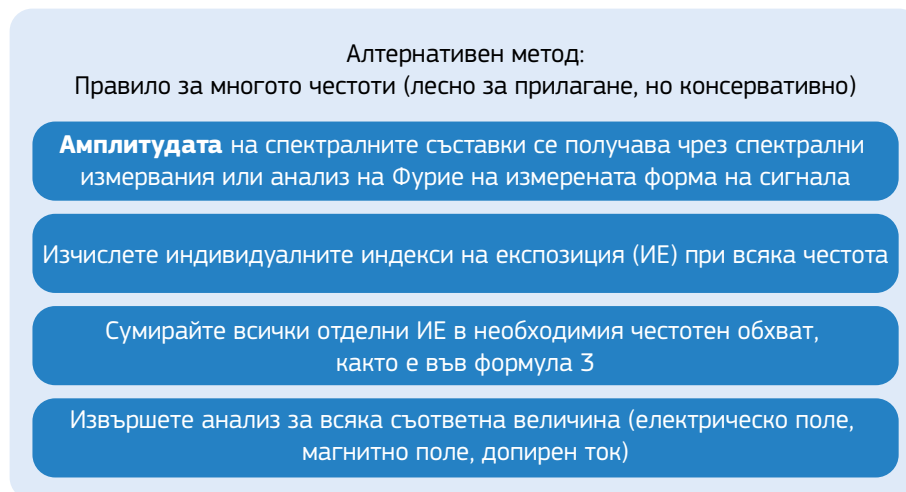 Алтернативен метод:
Правило за многото честоти (лесно за прилагане, но консервативно)
Амплитудата на спектралните съставки се получава чрез спектрални
измервания или анализ на Фурие на измерената форма на сигнала
Изчислете индивидуалните индекси на експозиция (ИЕ) при всяка честота
Сумирайте всички отделни ИЕ в необходимия честотен обхват,
както е във формула 3
Извършете анализ за всяка съответна величина (електрическо поле,
магнитно поле, допирен ток)